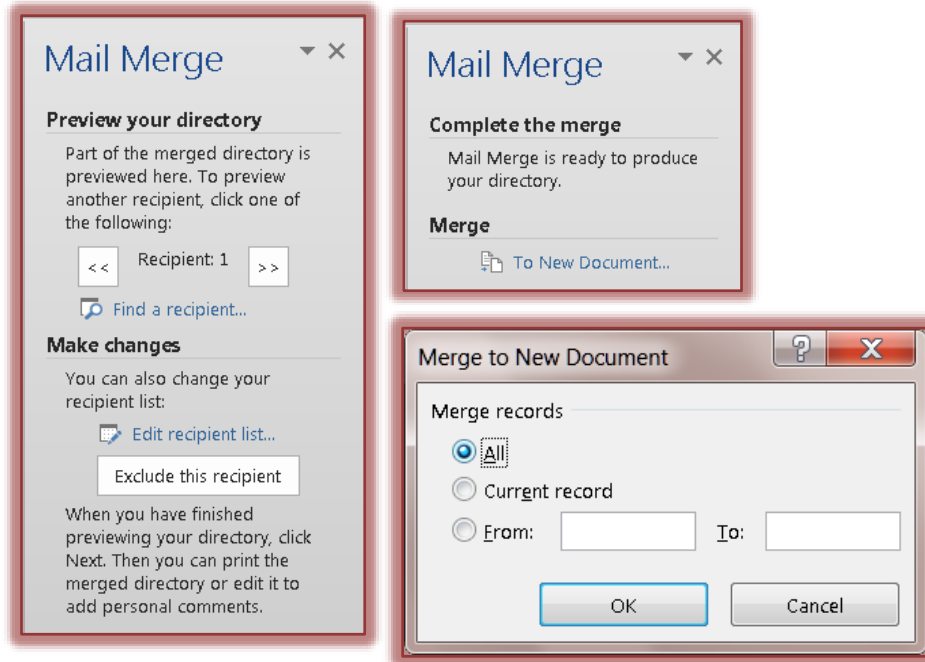 Mail Merge
Preview your directory
Part of the merged directory is
previewed here. To preview
another recipient, click one of
the following:
<< Recipient: 1 >>
Find a recipient...
Make changes
You can also change your
recipient list:
Edit recipient list...
Exclude this recipient
When you have finished
previewing your directory, click
Next. Then you can print the
merged directory or edit it to
add personal comments.
Mail Merge
Complete the merge
Mail Merge is ready to produce
your directory.
Merge
To New Document...
Merge to New Document
Merge records
All
Current record
From: To:
OK Cancel